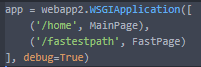 app = webapp2.WSGIApplication([
    ('/home', MainPage),
    ('/fastestpath', FastPage)
], debug=True)